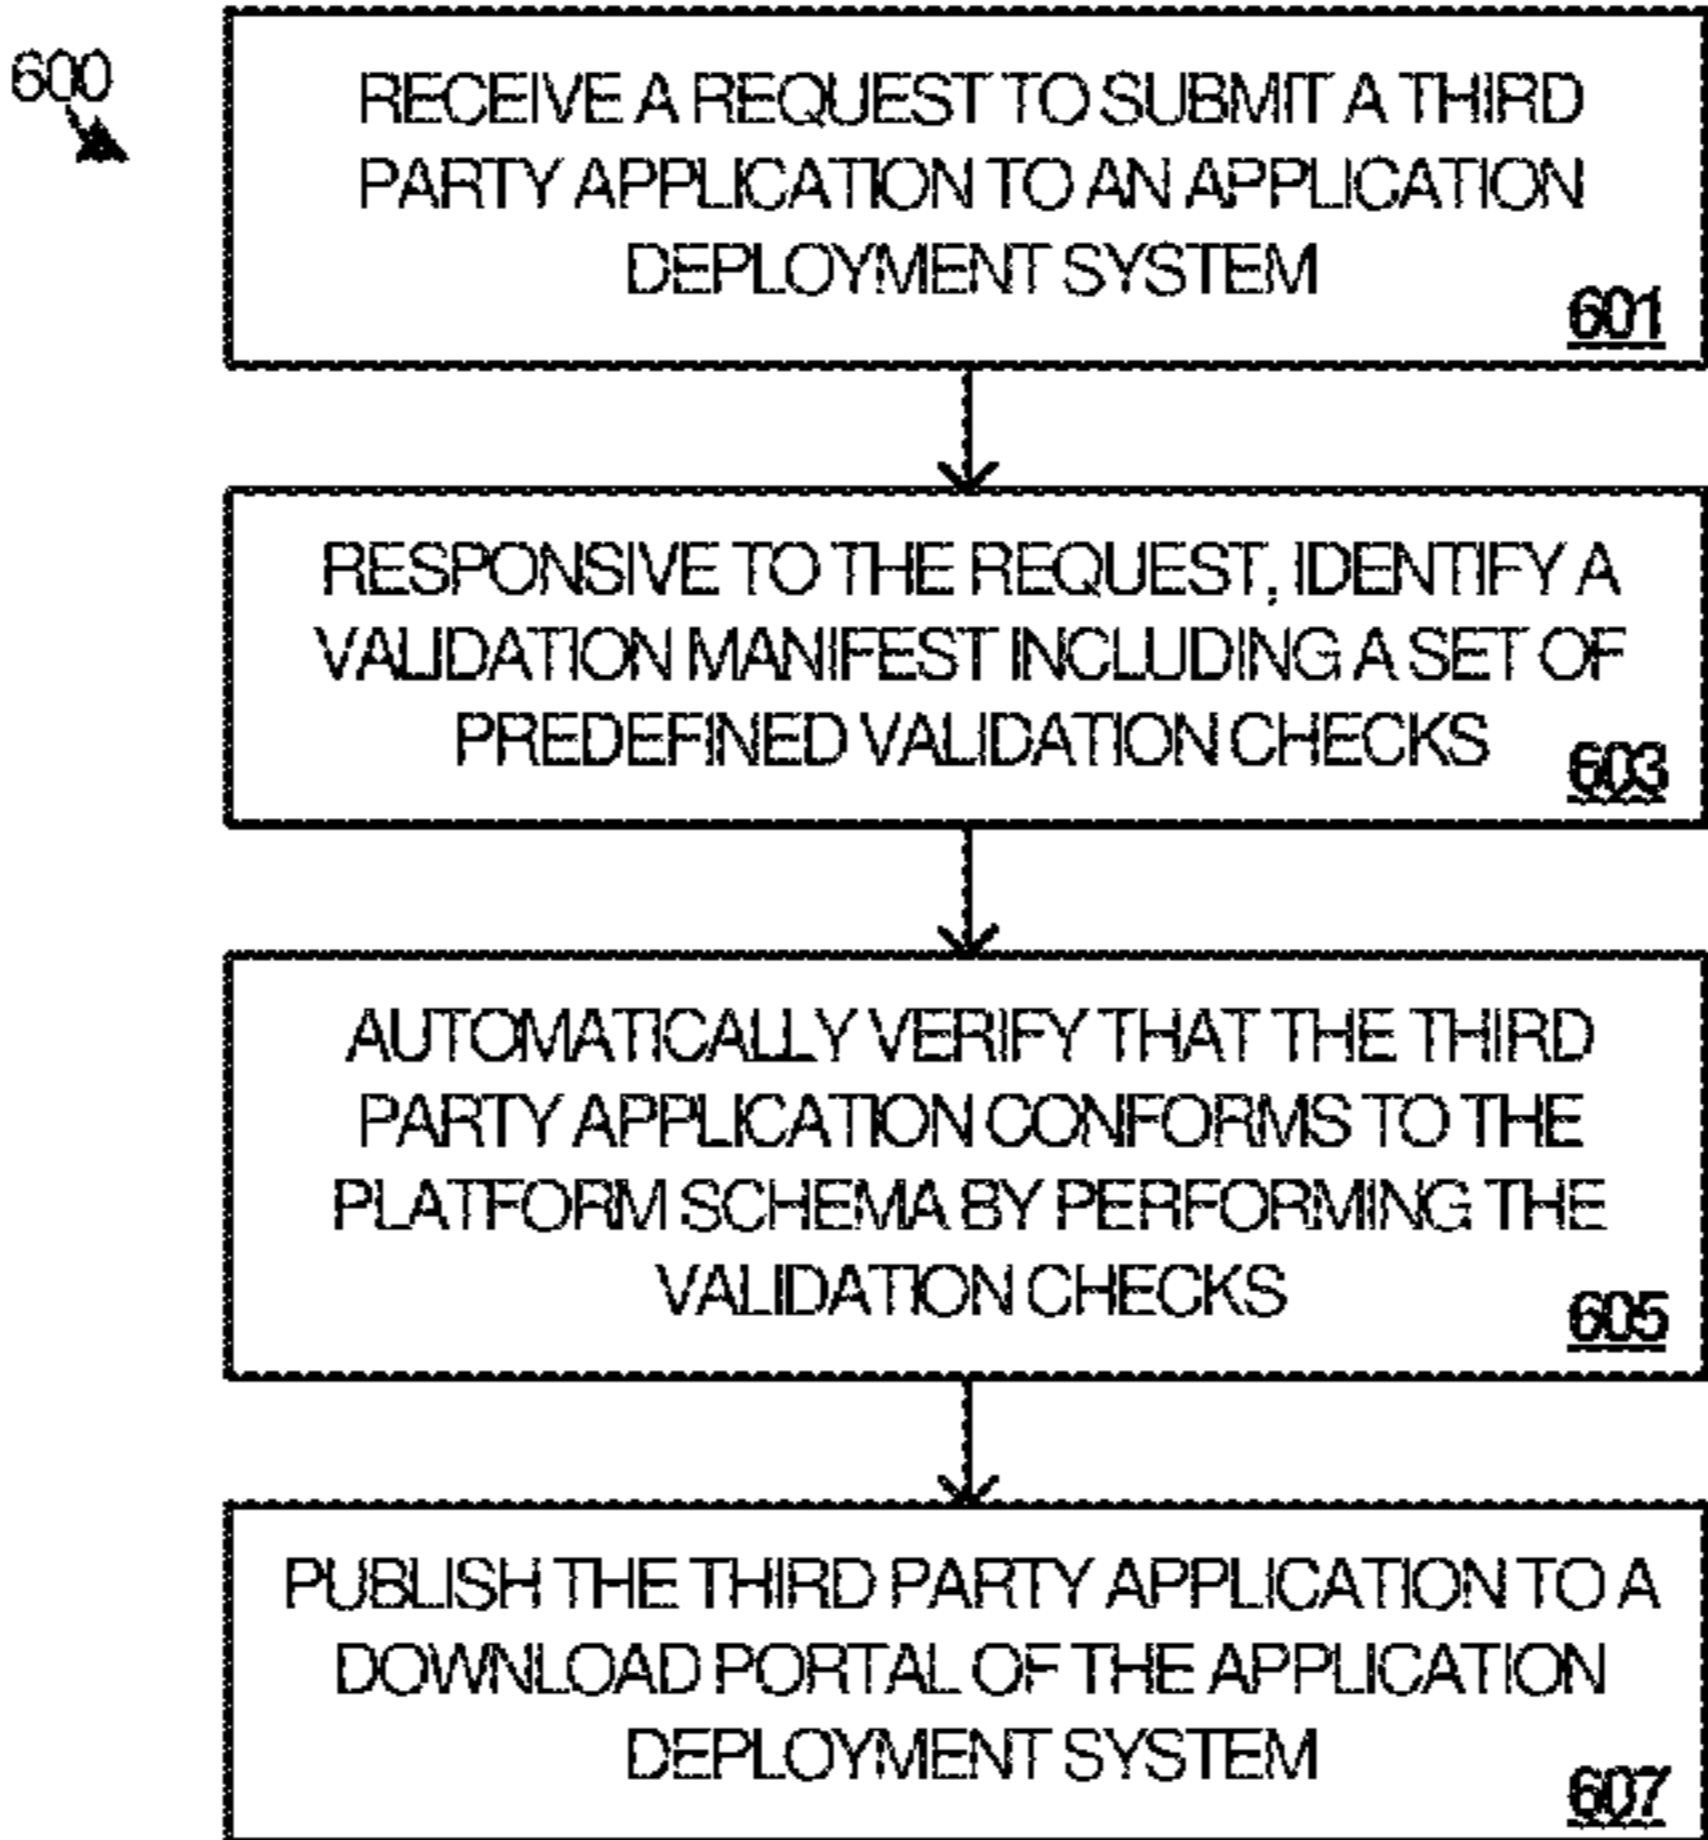 600
RECEIVE A REQUEST TO SUBMIT A THIRD
PARTY APPLICATION TO AN APPLICATION
DEPLOYMENT SYSTEM
601
RESPONSIVE TO THE REQUEST, IDENTIFY A
VALIDATION MANIFEST INCLUDING A SET OF
PREDEFINED VALIDATION CHECKS
603
AUTOMATICALLY VERIFY THAT THE THIRD
PARTY APPLICATION CONFORMS TO THE
PLATFORM SCHEMA BY PERFORMING THE
VALIDATION CHECKS
605
PUBLISH THE THIRD PARTY APPLICATION TO A
DOWNLOAD PORTAL OF THE APPLICATION
DEPLOYMENT SYSTEM
607